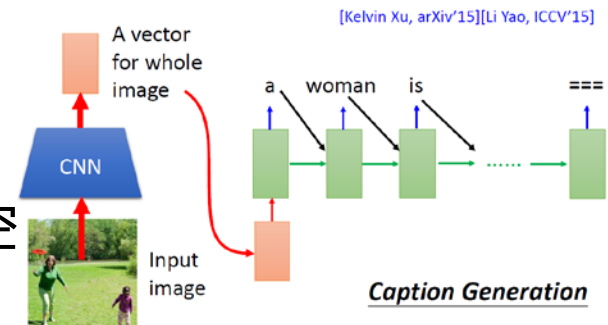 [Kelvin Xu, arXiv'15][Li Yao, ICCV'15]
A vector
for whole
image
a woman is ===
CNN
......
Input
image
Caption Generation